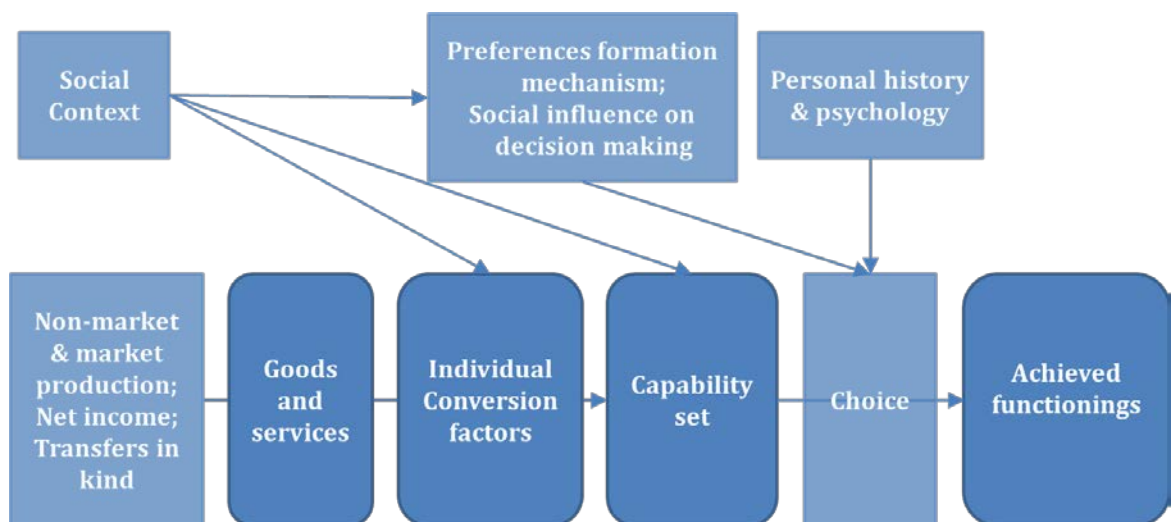 Social
Context
Preferences formation
mechanism;
Social influence on
decision making
Personal history
& psychology
Non-market
& market
production;
Net income;
Transfers in
kind
Goods
and
services
Individual
Conversion
factors
Capability
set
Choice
Achieved
functionings